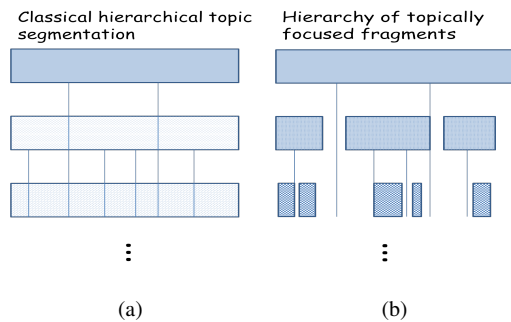 Classical hierarchical topic
segmentation
Hierarchy of topically
focused fragments
(a)
(b)